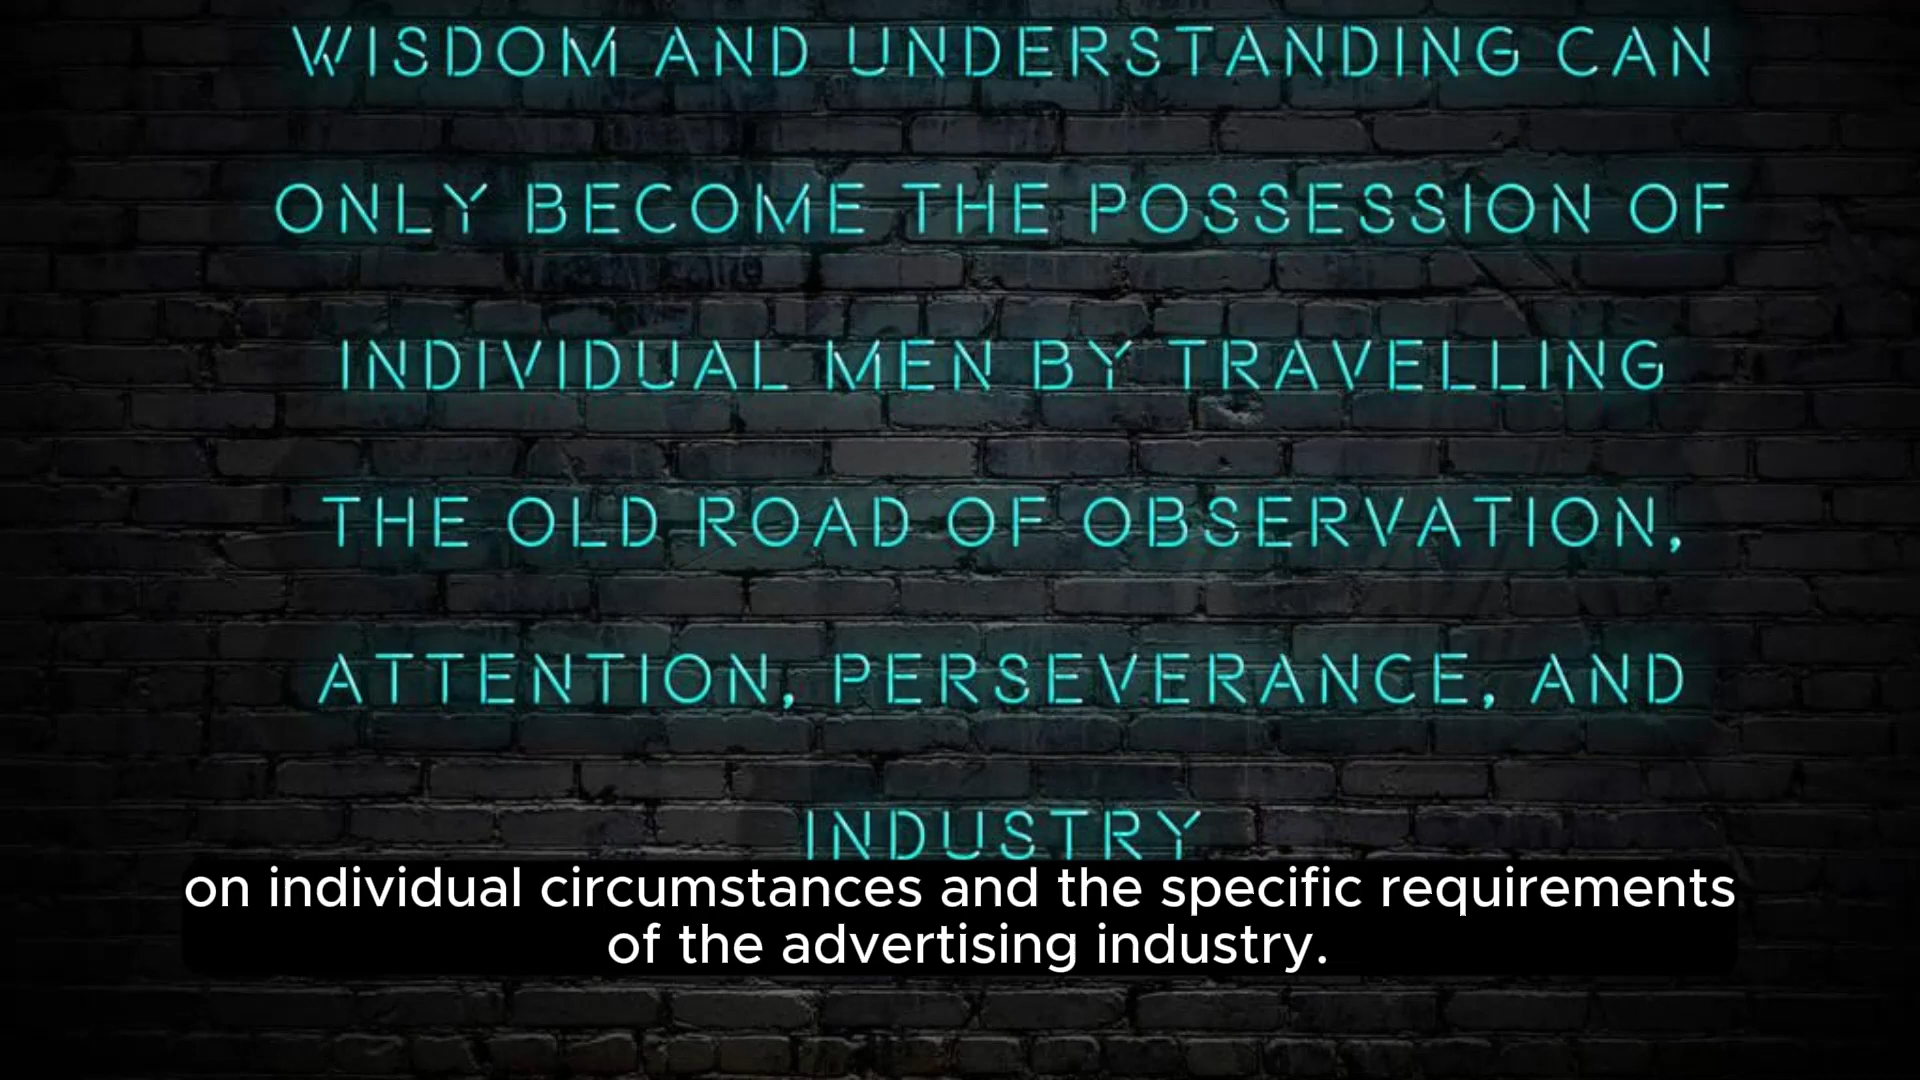 WISDOM AND UNDERSTANDING CAN
ONLY BECOME THE POSSESSION OF
INDIVIDUAL MEN BY TRAVELLING
THE OLD ROAD OF OBSERVATION,
ATTENTION, PERSEVERANCE, AND
INDUSTRY
on individual circumstances and the specific requirements
of the advertising industry.